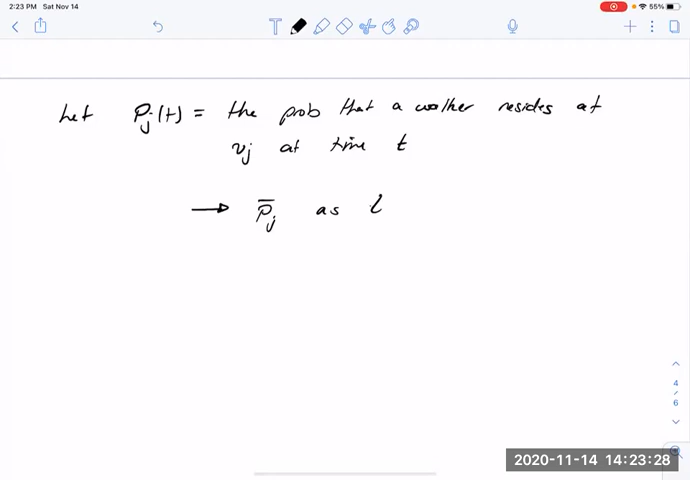 2:23 PM Sat Nov 14
55%
T
Let Pj(t) = the prob that a walker resides at
vj at time t
→ p̄j as t
4
/
6
2020-11-14 14:23:28